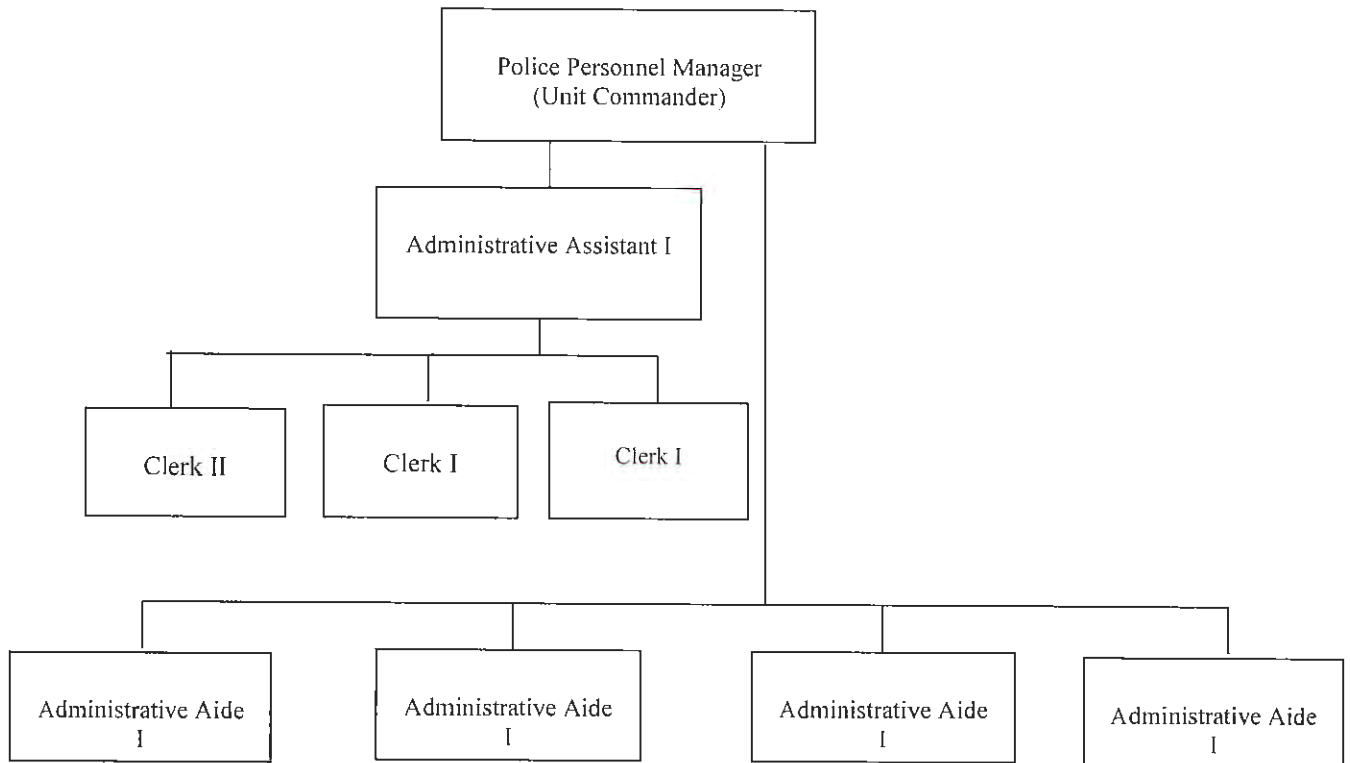 Police Personnel Manager
(Unit Commander)
Administrative Assistant I
Clerk II
Clerk I
Clerk I
Administrative Aide
I
Administrative Aide
I
Administrative Aide
I
Administrative Aide
I